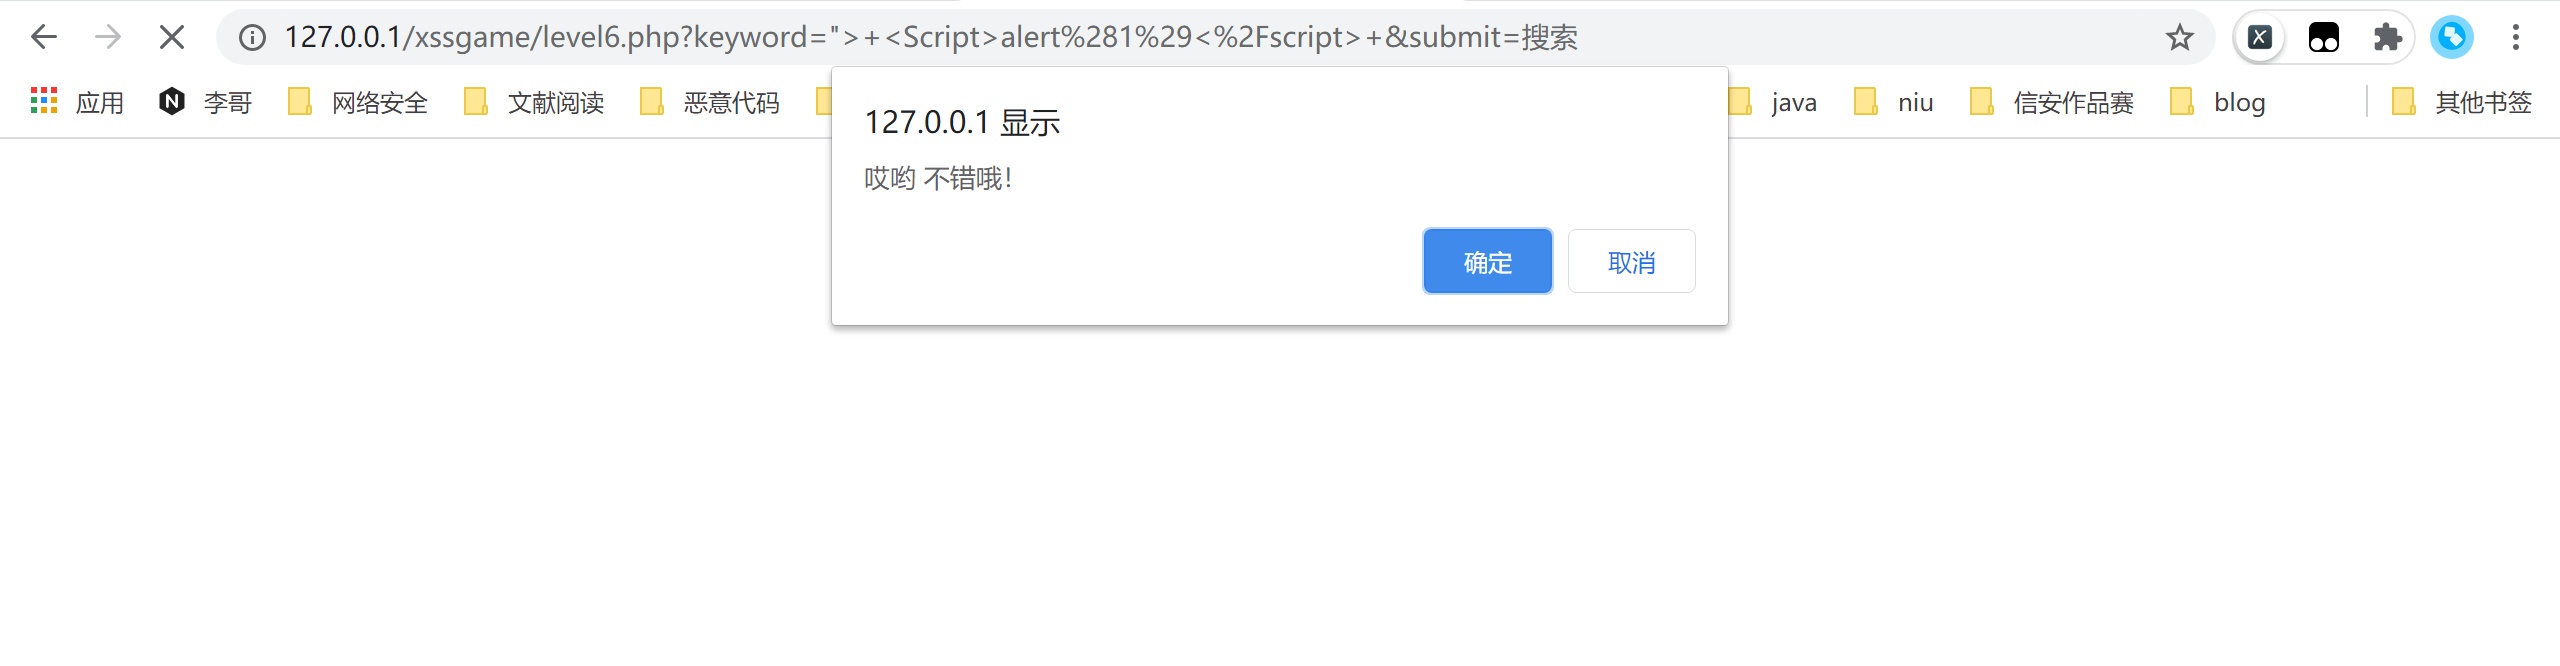 127.0.0.1/xssgame/level6.php?keyword=">+<Script>alert%281%29<%2Fscript>+&submit=搜索
应用 李哥 网络安全 文献阅读 恶意代码 java niu 信安作品赛 blog 其他书签
127.0.0.1 显示
哎哟 不错哦！
确定 取消